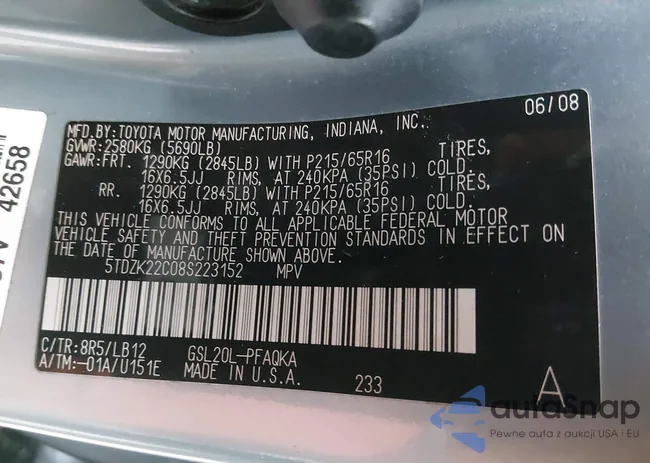 06/08
MFD.BY:TOYOTA MOTOR MANUFACTURING, INDIANA, INC.
GVWR:2580KG (5690LB)
GAWR:FRT. 1290KG (2845LB) WITH P215/65R16 TIRES,
16X6.5JJ RIMS, AT 240KPA (35PSI) COLD.
RR. 1290KG (2845LB) WITH P215/65R16 TIRES,
16X6.5JJ RIMS, AT 240KPA (35PSI) COLD.
THIS VEHICLE CONFORMS TO ALL APPLICABLE FEDERAL MOTOR
VEHICLE SAFETY AND THEFT PREVENTION STANDARDS IN EFFECT ON
THE DATE OF MANUFACTURE SHOWN ABOVE.
5TDZK22C08S223152 MPV
C/TR:8R5/LB12 GSL20L-PFAQKA
A/TM:-01A/U151E MADE IN U.S.A. 233 A
42658
autoSnap
Pewne auta z aukcji USA i EU